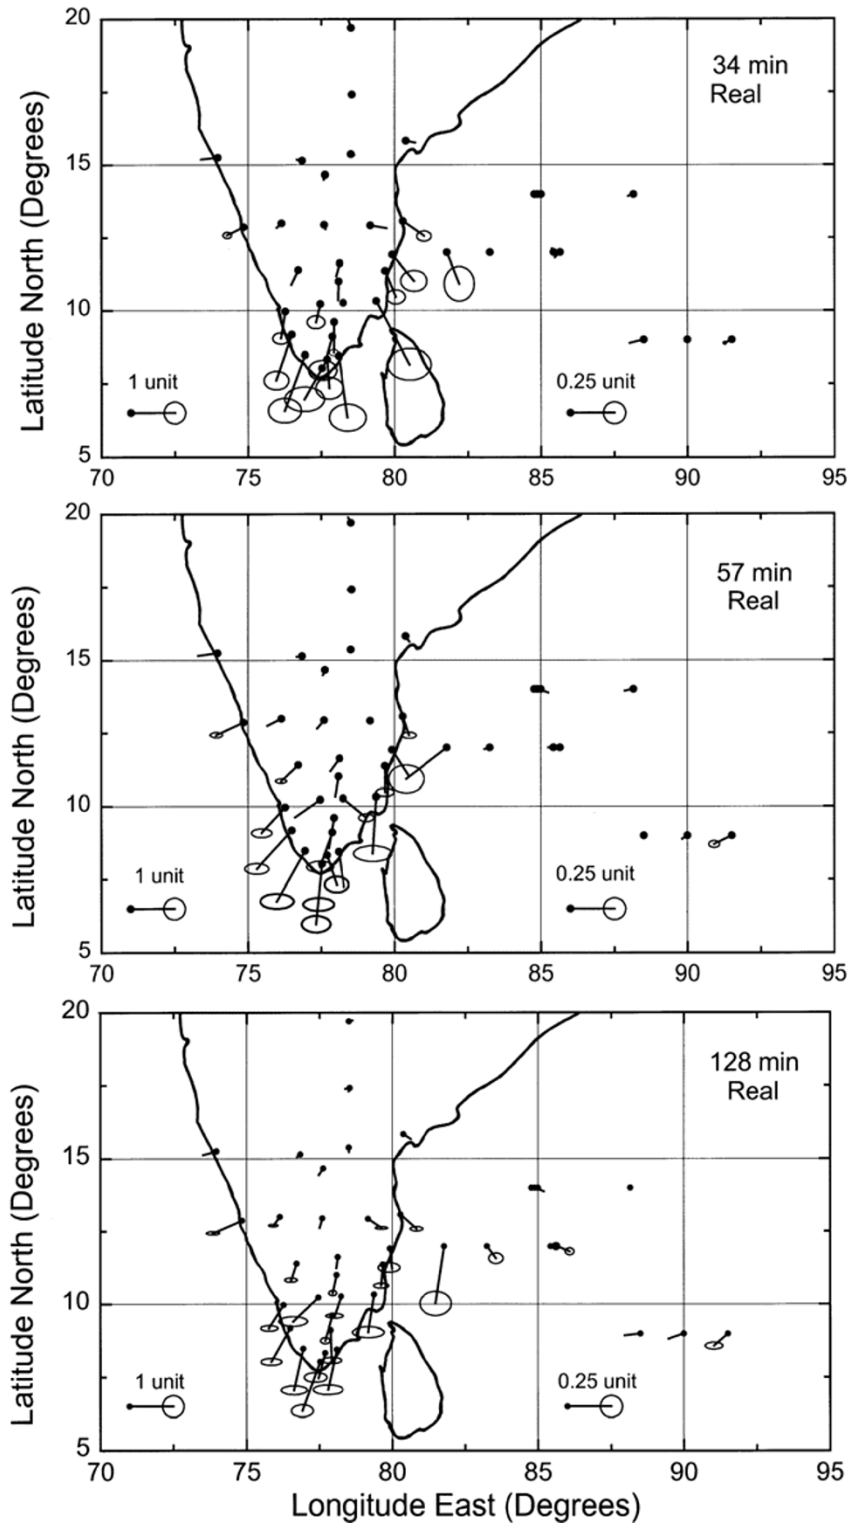 20
15
10
5
Latitude North (Degrees)
34 min
Real
1 unit
0.25 unit
70 75 80 85 90 95
20
15
10
5
Latitude North (Degrees)
57 min
Real
1 unit
0.25 unit
70 75 80 85 90 95
20
15
10
5
Latitude North (Degrees)
128 min
Real
1 unit
0.25 unit
70 75 80 85 90 95
Longitude East (Degrees)